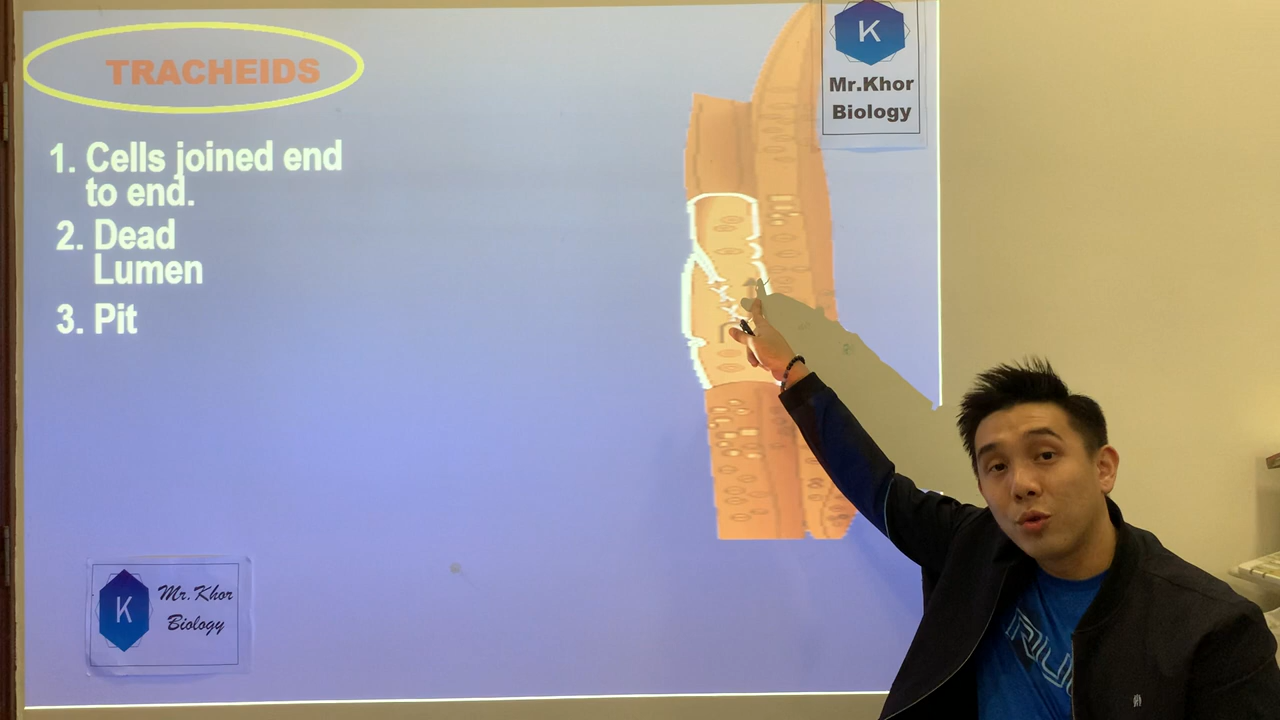 TRACHEIDS
1. Cells joined end
to end.
2. Dead
Lumen
3. Pit
K
Mr.Khor
Biology
K
Mr.Khor
Biology